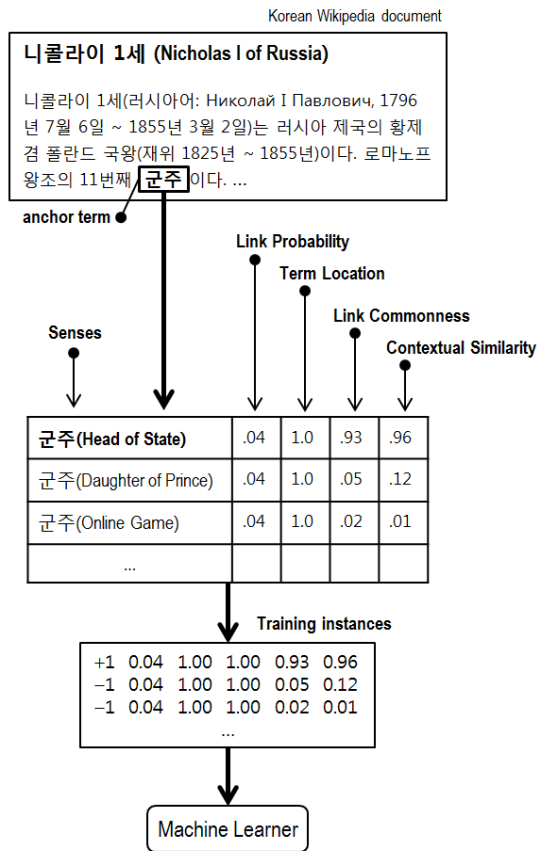 Korean Wikipedia document
니콜라이 1세 (Nicholas I of Russia)
니콜라이 1세(러시아어: Николай I Павлович, 1796
년 7월 6일 ~ 1855년 3월 2일)는 러시아 제국의 황제
겸 폴란드 국왕(재위 1825년 ~ 1855년)이다. 로마노프
왕조의 11번째 군주 이다. ...
anchor term
Link Probability
Term Location
Link Commonness
Contextual Similarity
Senses
군주(Head of State) .04 1.0 .93 .96
군주(Daughter of Prince) .04 1.0 .05 .12
군주(Online Game) .04 1.0 .02 .01
...
Training instances
+1 0.04 1.00 1.00 0.93 0.96
−1 0.04 1.00 1.00 0.05 0.12
−1 0.04 1.00 1.00 0.02 0.01
...
Machine Learner